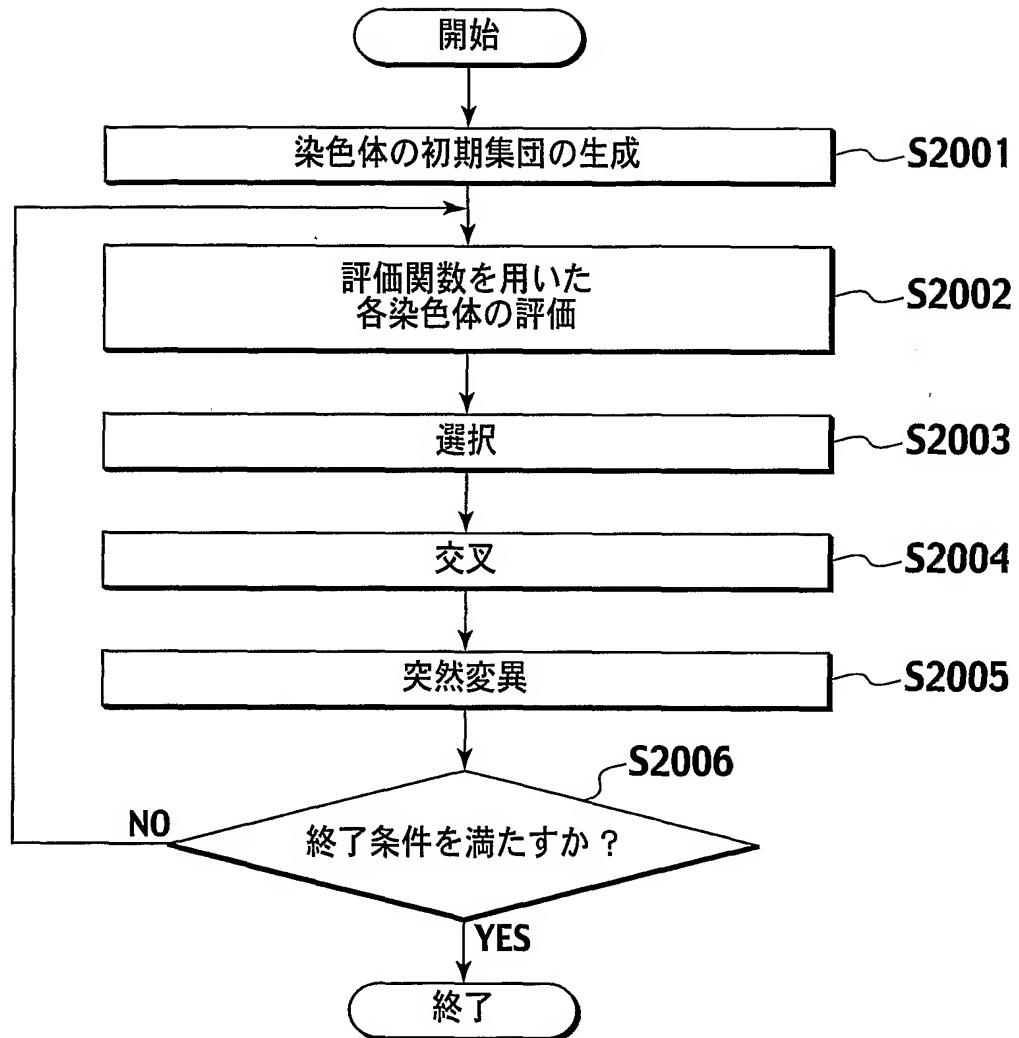 開始
染色体の初期集団の生成
S2001
評価関数を用いた
各染色体の評価
S2002
選択
S2003
交叉
S2004
突然変異
S2005
S2006
NO
終了条件を満たすか？
YES
終了